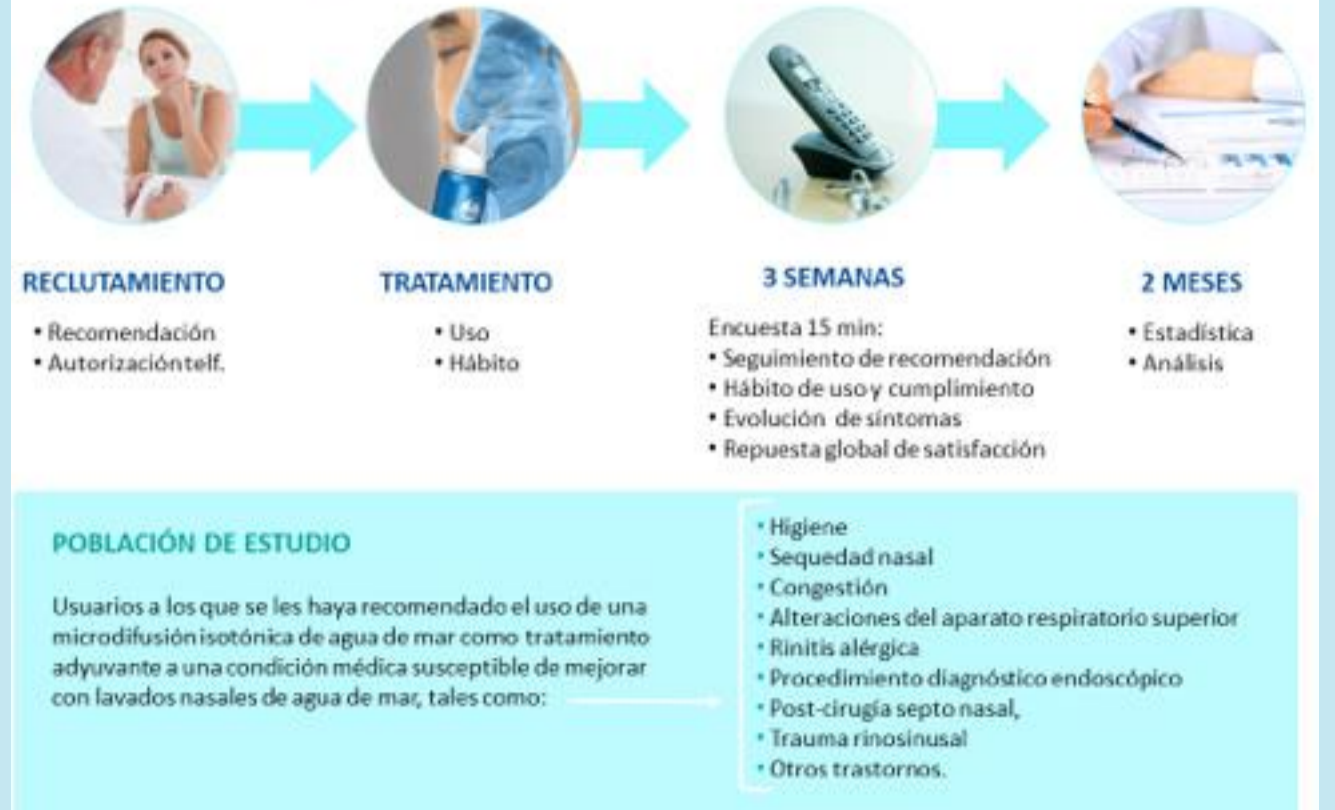 RECLUTAMIENTO
• Recomendación
• Autorización telf.
TRATAMIENTO
• Uso
• Hábito
3 SEMANAS
Encuesta 15 min:
• Seguimiento de recomendación
• Hábito de uso y cumplimiento
• Evolución de síntomas
• Repuesta global de satisfacción
2 MESES
• Estadística
• Análisis
POBLACIÓN DE ESTUDIO
Usuarios a los que se les haya recomendado el uso de una
microdifusión isotónica de agua de mar como tratamiento
adyuvante a una condición médica susceptible de mejorar
con lavados nasales de agua de mar, tales como:
• Higiene
• Sequedad nasal
• Congestión
• Alteraciones del aparato respiratorio superior
• Rinitis alérgica
• Procedimiento diagnóstico endoscópico
• Post-cirugía septo nasal,
• Trauma rinosinusal
• Otros trastornos.